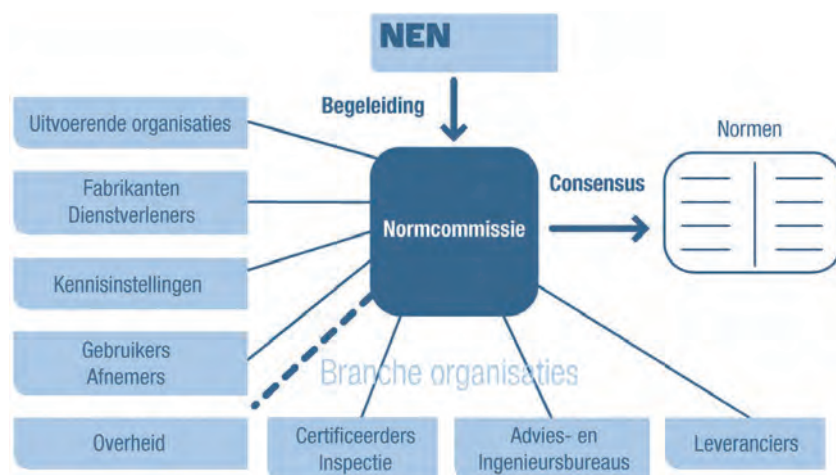 NEN
Begeleiding
Uitvoerende organisaties
Fabrikanten
Dienstverleners
Kennisinstellingen
Gebruikers
Afnemers
Overheid
Normcommissie
Consensus
Normen
Branche organisaties
Certificeerders
Inspectie
Advies- en
Ingenieursbureaus
Leveranciers